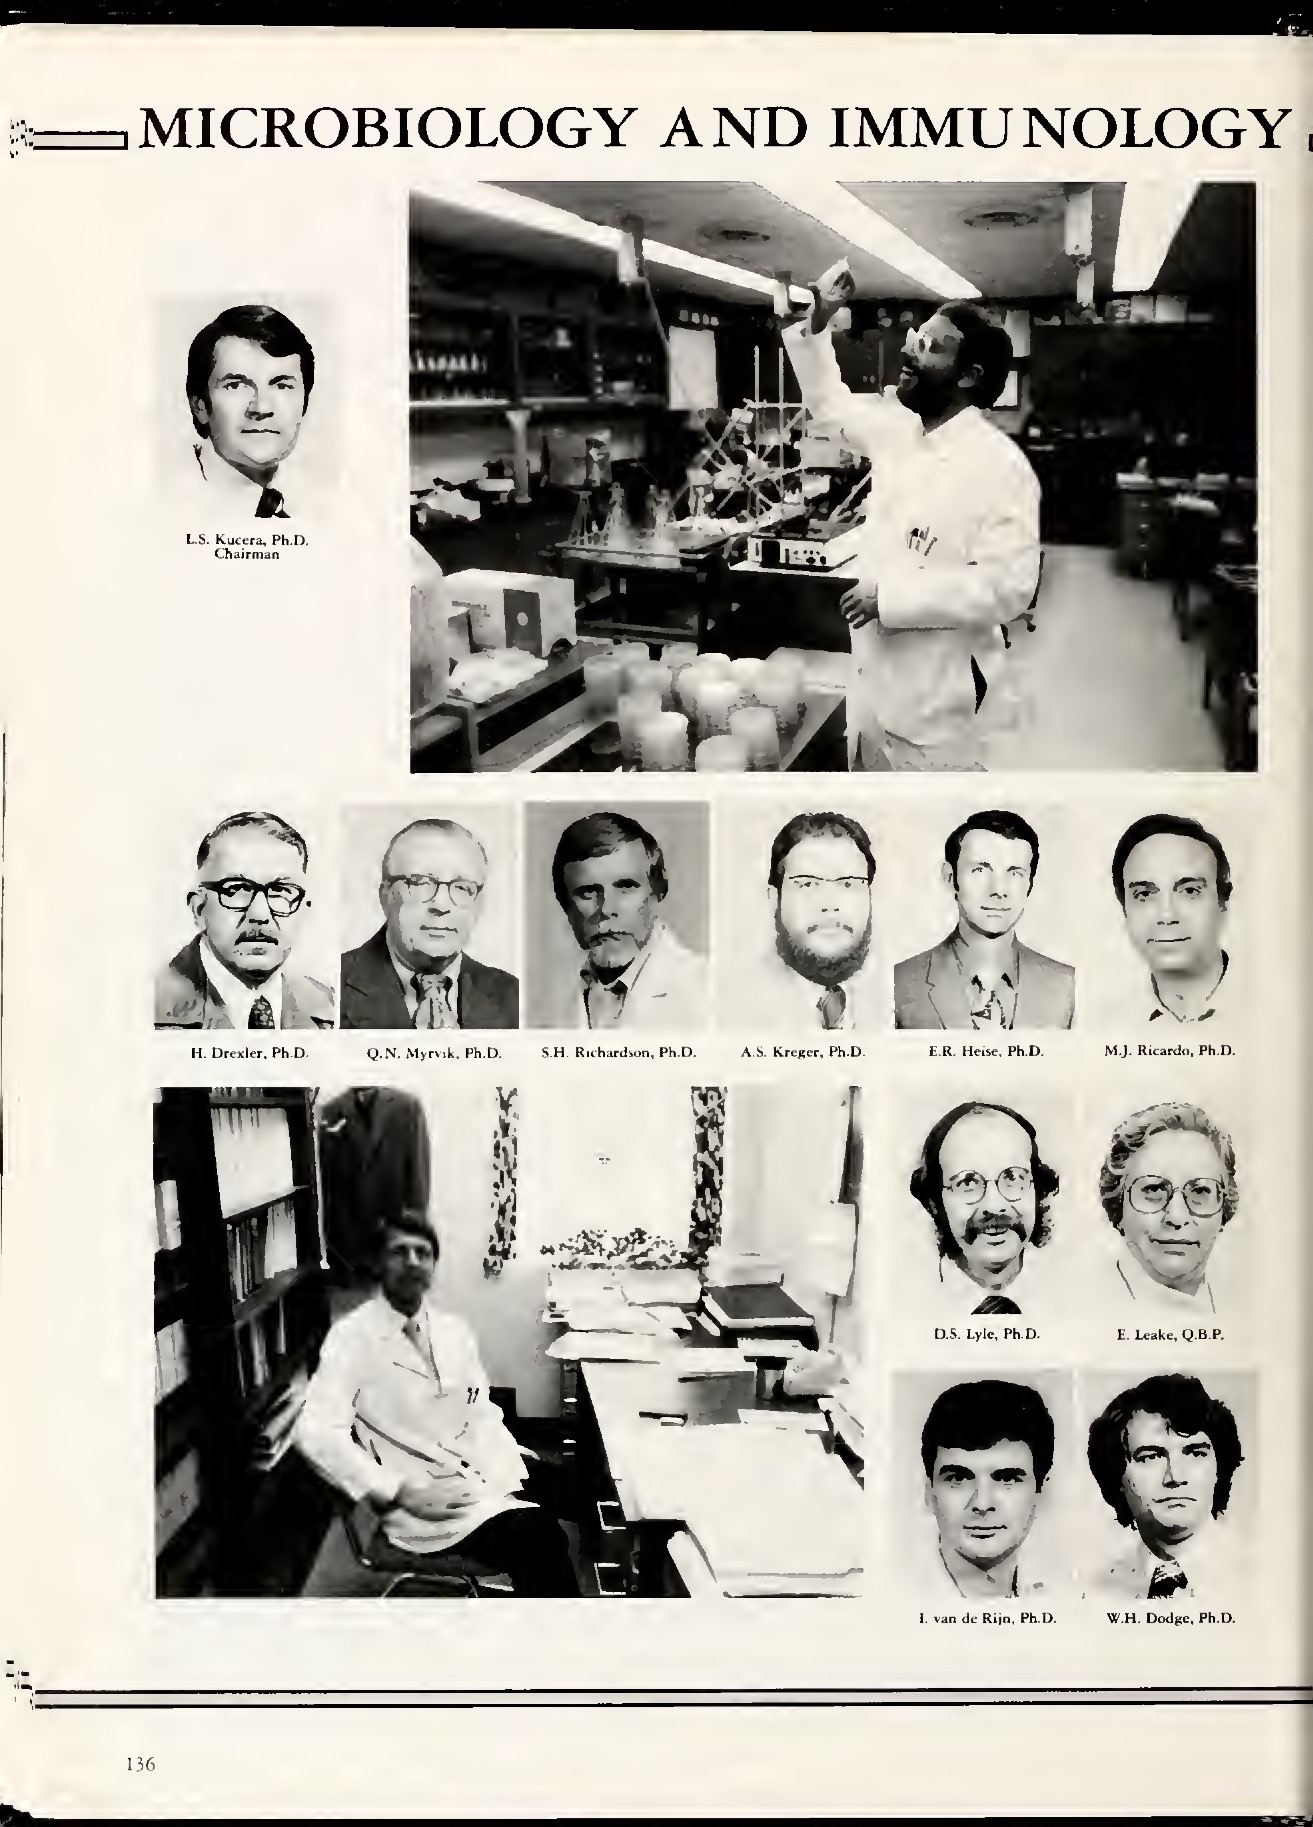 MICROBIOLOGY AND IMMUNOLOGY
L.S. Kucera, Ph.D.
Chairman
H. Drexler, Ph.D.
Q.N. Myrvik, Ph.D.
S.H. Richardson, Ph.D.
A.S. Kreger, Ph.D.
E.R. Heise, Ph.D.
M.J. Ricardo, Ph.D.
D.S. Lyle, Ph.D.
E. Leake, Q.B.P.
I. van de Rijn, Ph.D.
W.H. Dodge, Ph.D.
136